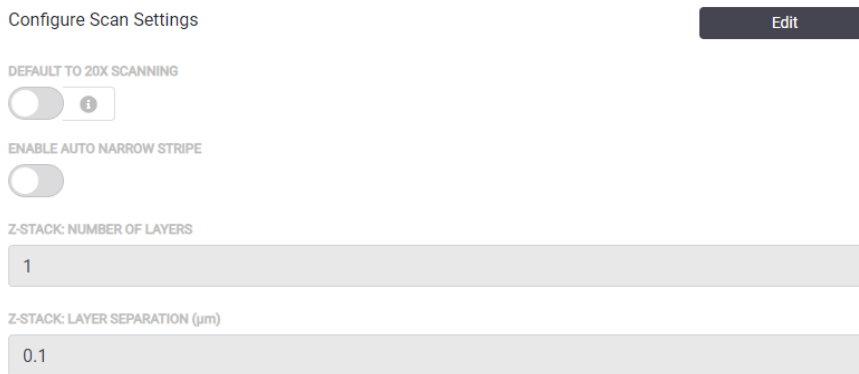 Configure Scan Settings
Edit
DEFAULT TO 20X SCANNING
ENABLE AUTO NARROW STRIPE
Z-STACK: NUMBER OF LAYERS
1
Z-STACK: LAYER SEPARATION (µm)
0.1